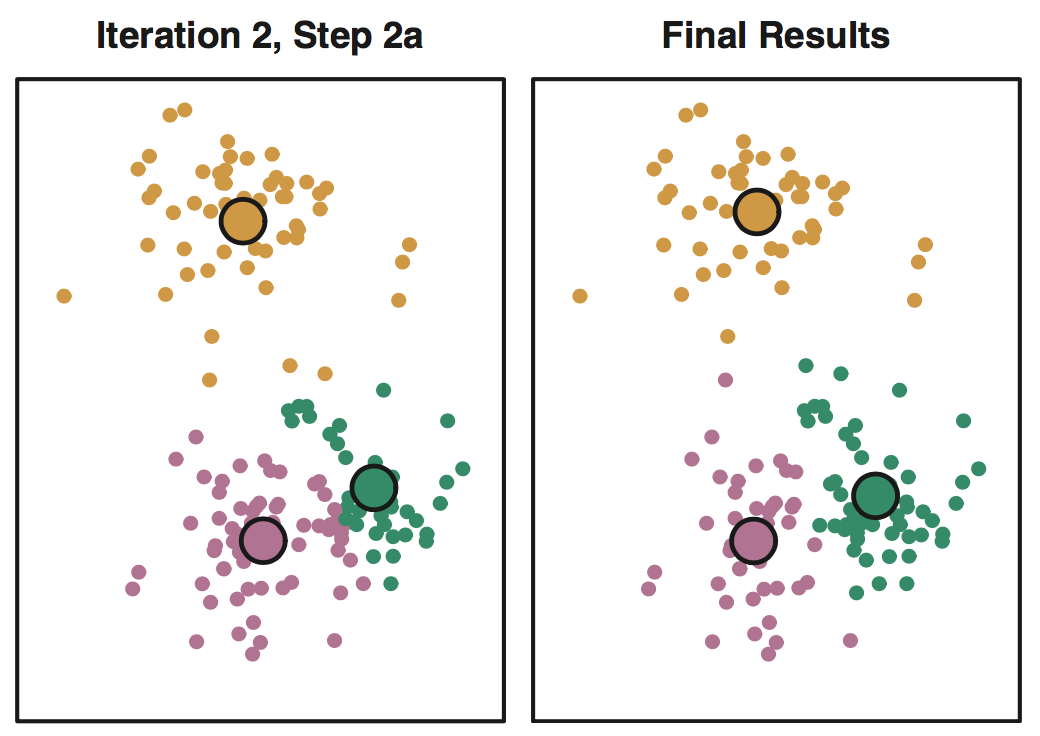 Iteration 2, Step 2a
Final Results